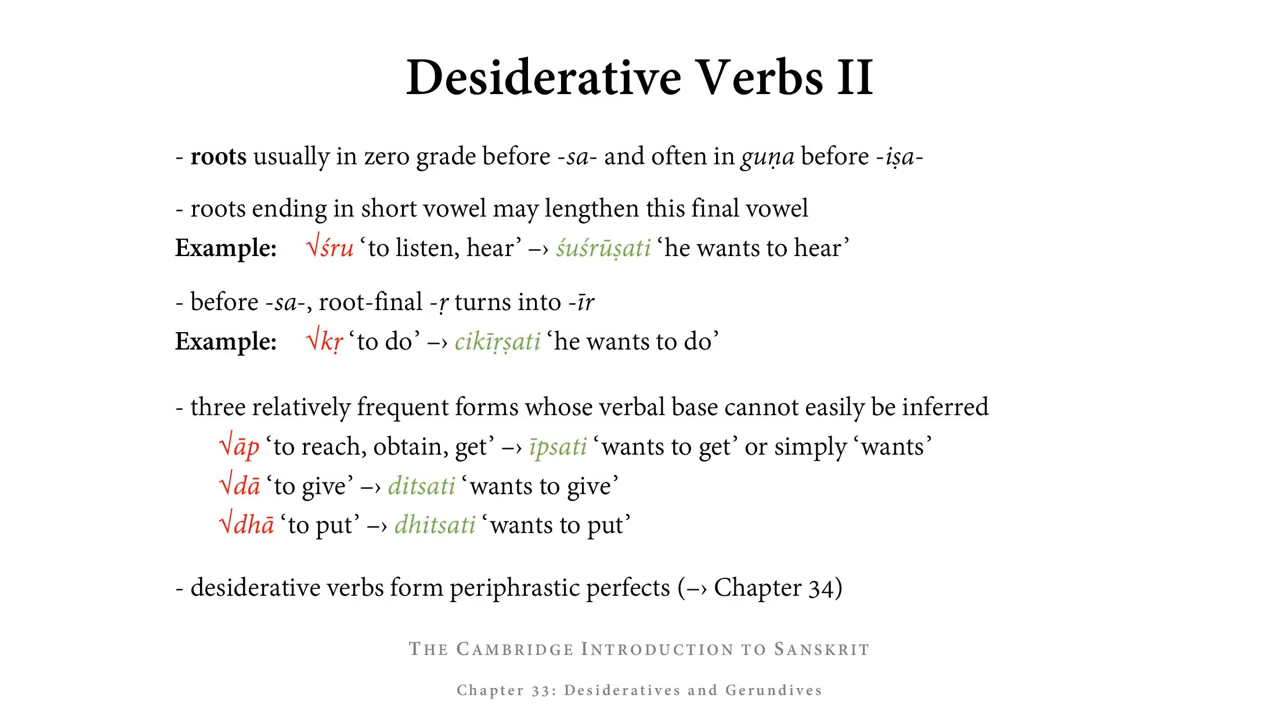 Desiderative Verbs II
- roots usually in zero grade before -sa- and often in guṇa before -iṣa-
- roots ending in short vowel may lengthen this final vowel
Example: √śru ‘to listen, hear’ –› śuśrūṣati ‘he wants to hear’
- before -sa-, root-final -ṛ turns into -īr
Example: √kṛ ‘to do’ –› cikīṛṣati ‘he wants to do’
- three relatively frequent forms whose verbal base cannot easily be inferred
√āp ‘to reach, obtain, get’ –› īpsati ‘wants to get’ or simply ‘wants’
√dā ‘to give’ –› ditsati ‘wants to give’
√dhā ‘to put’ –› dhitsati ‘wants to put’
- desiderative verbs form periphrastic perfects (–› Chapter 34)
The Cambridge Introduction to Sanskrit
Chapter 33: Desideratives and Gerundives